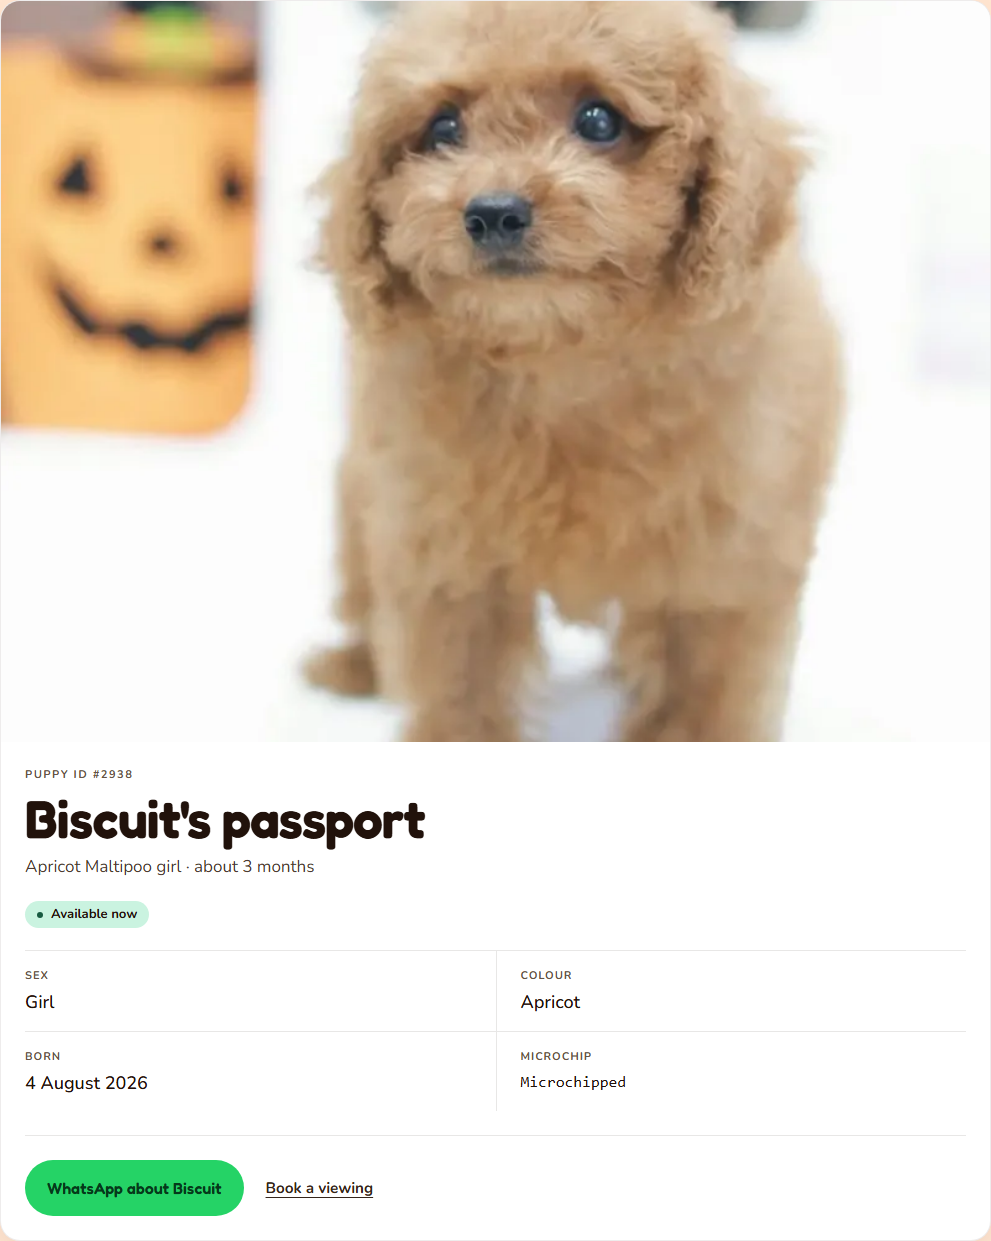 PUPPY ID #2938
Biscuit's passport
Apricot Maltipoo girl · about 3 months
Available now
SEX
Girl
COLOUR
Apricot
BORN
4 August 2026
MICROCHIP
Microchipped
WhatsApp about Biscuit
Book a viewing